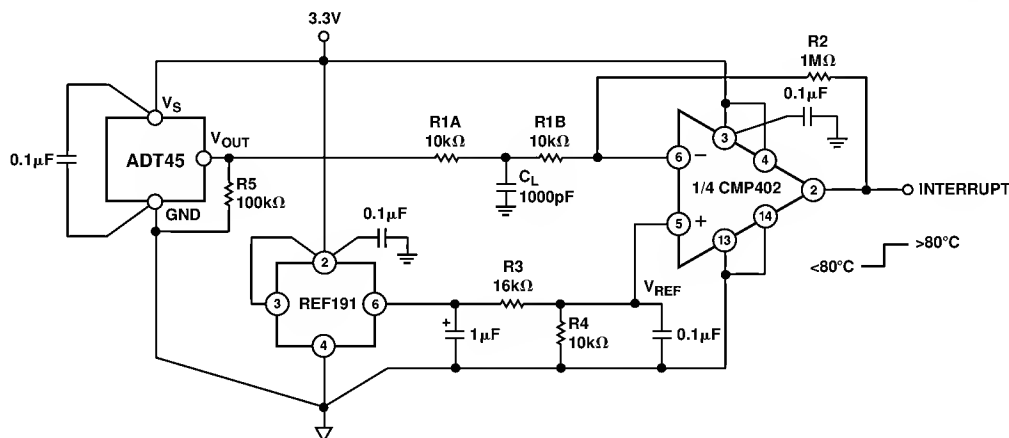 3.3V
R2
1MΩ
0.1μF
VS
VOUT
R1A
10kΩ
R1B
10kΩ
3
4
0.1μF
ADT45
6
−
CL
1000pF
1/4 CMP402
2
INTERRUPT
GND
R5
100kΩ
0.1μF
5
+
14
13
>80°C
<80°C
2
R3
16kΩ
VREF
3
REF191
6
+
1μF
R4
10kΩ
0.1μF
4